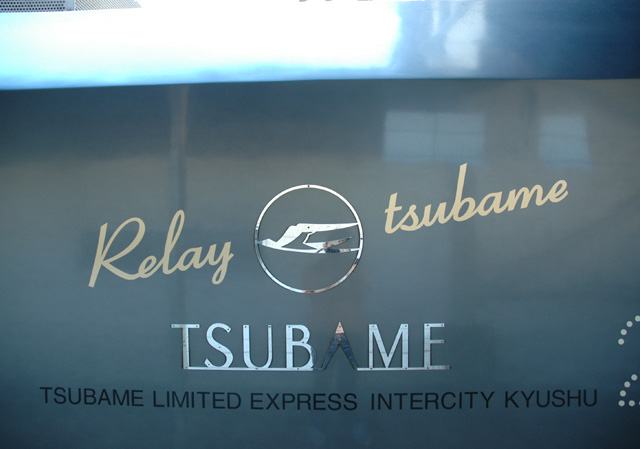 Relay tsubame
TSUBAME
TSUBAME LIMITED EXPRESS INTERCITY KYUSHU